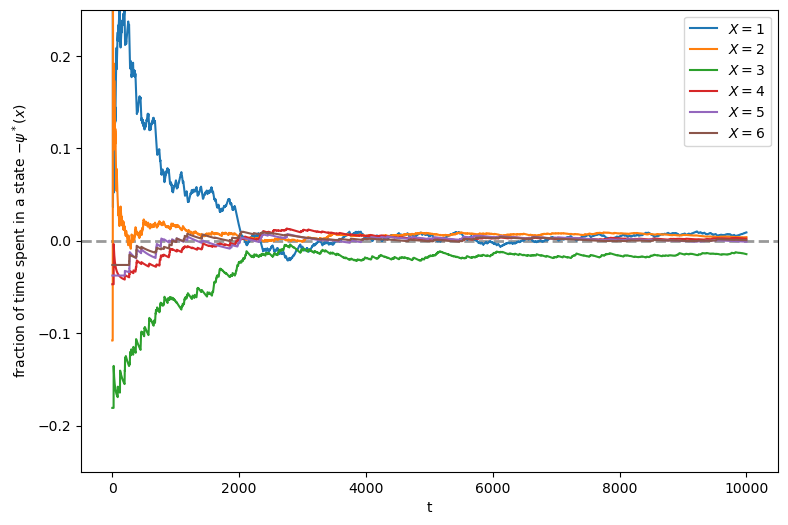 0.2
0.1
0.0
−0.1
−0.2
fraction of time spent in a state −ψ*(x)
0
2000
4000
6000
8000
10000
t
X = 1
X = 2
X = 3
X = 4
X = 5
X = 6